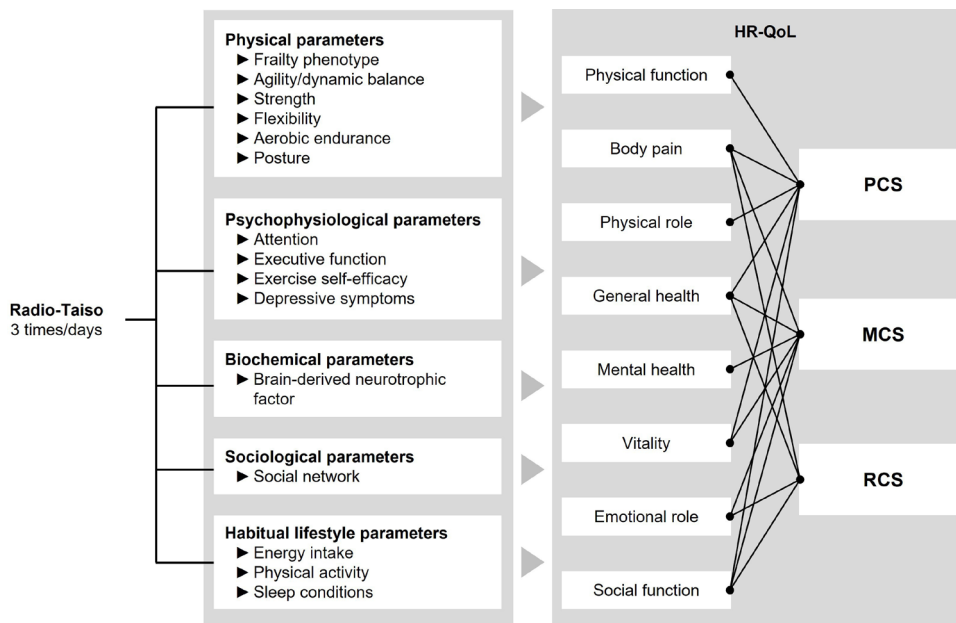 Radio-Taiso
3 times/days
Physical parameters
► Frailty phenotype
► Agility/dynamic balance
► Strength
► Flexibility
► Aerobic endurance
► Posture
Psychophysiological parameters
► Attention
► Executive function
► Exercise self-efficacy
► Depressive symptoms
Biochemical parameters
► Brain-derived neurotrophic
factor
Sociological parameters
► Social network
Habitual lifestyle parameters
► Energy intake
► Physical activity
► Sleep conditions
HR-QoL
Physical function
Body pain
Physical role
General health
Mental health
Vitality
Emotional role
Social function
PCS
MCS
RCS